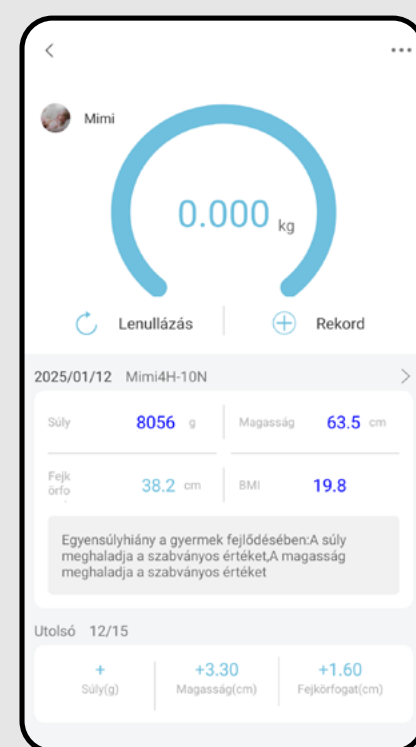 Mimi
0.000 kg
Lenullázás
Rekord
2025/01/12 Mimi4H-10N
Súly 8056 g
Magasság 63.5 cm
Fejk
örfo
38.2 cm
BMI 19.8
Egyensúlyhiány a gyermek fejlődésében:A súly
meghaladja a szabványos értéket,A magasság
meghaladja a szabványos értéket
Utolsó 12/15
+
Súly(g)
+3.30
Magasság(cm)
+1.60
Fejkörfogat(cm)